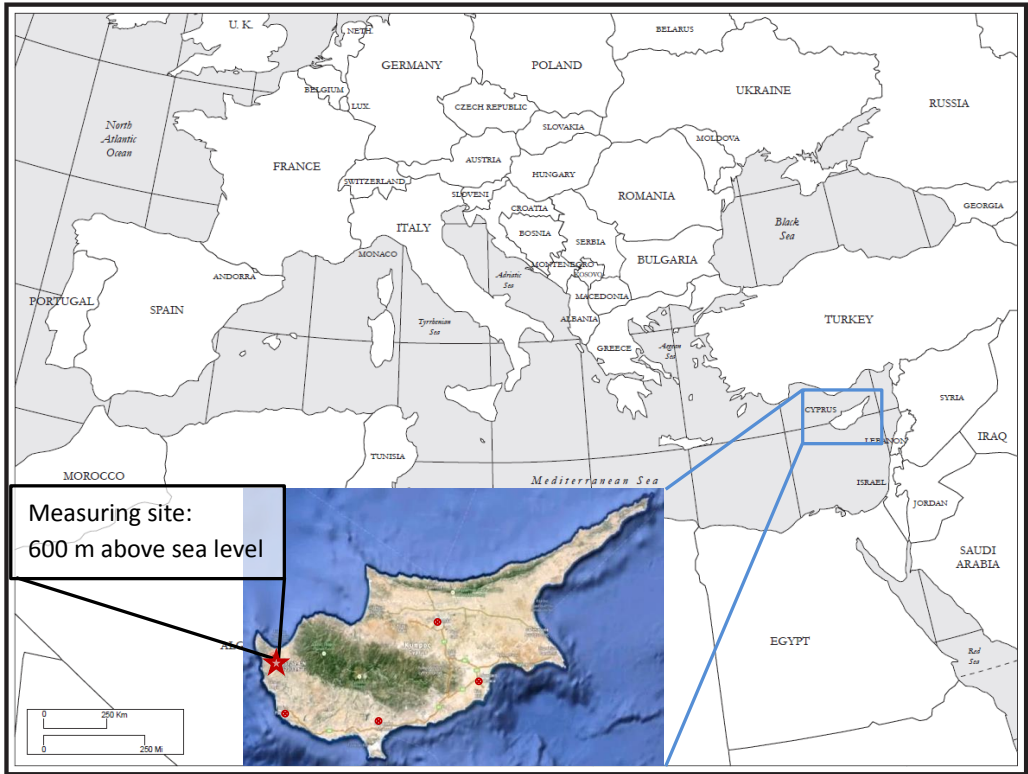 U. K.
NETH.
BELARUS
GERMANY
POLAND
BELGIUM
UKRAINE
RUSSIA
LUX.
CZECH REPUBLIC
North
Atlantic
Ocean
SLOVAKIA
MOLDOVA
FRANCE
AUSTRIA
HUNGARY
SWITZERLAND
SLOVENI
ROMANIA
CROATIA
GEORGIA
ITALY
BOSNIA
SERBIA
Black
Sea
MONACO
BULGARIA
MONTENEGRO
KOSOVO
ANDORRA
Adriatic
Sea
MACEDONIA
PORTUGAL
SPAIN
Tyrrhenian
Sea
ALBANIA
TURKEY
GREECE
Aegean
Sea
SYRIA
CYPRUS
LEBANON
IRAQ
TUNISIA
MOROCCO
Mediterranean Sea
ISRAEL
JORDAN
Measuring site:
600 m above sea level
SAUDI
ARABIA
EGYPT
ALG
Red
Sea
0 250 Km
0 250 Mi